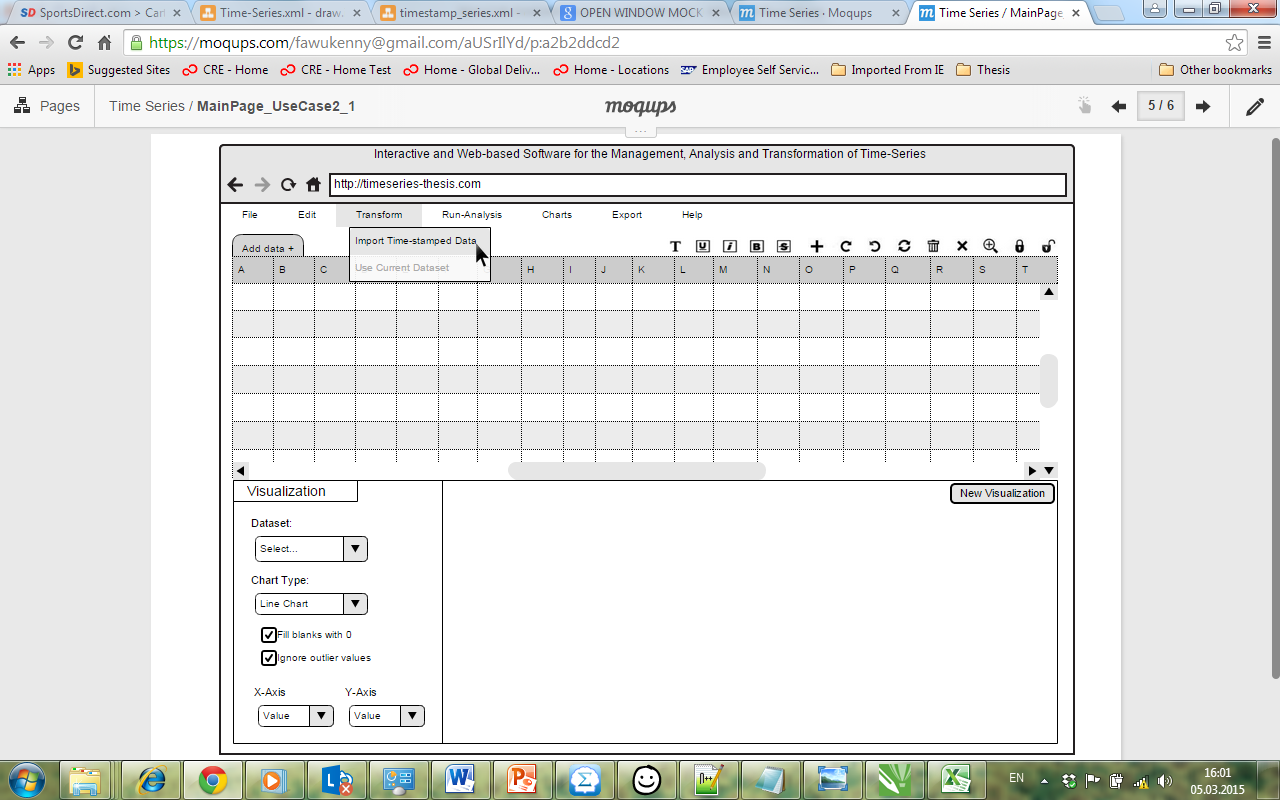 SD SportsDirect.com > Car
Time-Series.xml - draw.
timestamp_series.xml -
OPEN WINDOW MOCK
Time Series · Moqups
Time Series / MainPage
https://moqups.com/fawukenny@gmail.com/aUSrIlYd/p:a2b2ddcd2
Apps
Suggested Sites
CRE - Home
CRE - Home Test
Home - Global Deliv...
Home - Locations
SAP
Employee Self Servic...
Imported From IE
Thesis
Other bookmarks
Pages
Time Series / MainPage_UseCase2_1
moqups
5 / 6
Interactive and Web-based Software for the Management, Analysis and Transformation of Time-Series
http://timeseries-thesis.com
File Edit Transform Run-Analysis Charts Export Help
Import Time-stamped Data
Use Current Dataset
Add data +
T U i B S
A B C H I J K L M N O P Q R S T
Visualization
New Visualization
Dataset:
Select...
Chart Type:
Line Chart
Fill blanks with 0
Ignore outlier values
X-Axis Y-Axis
Value Value
EN
16:01
05.03.2015